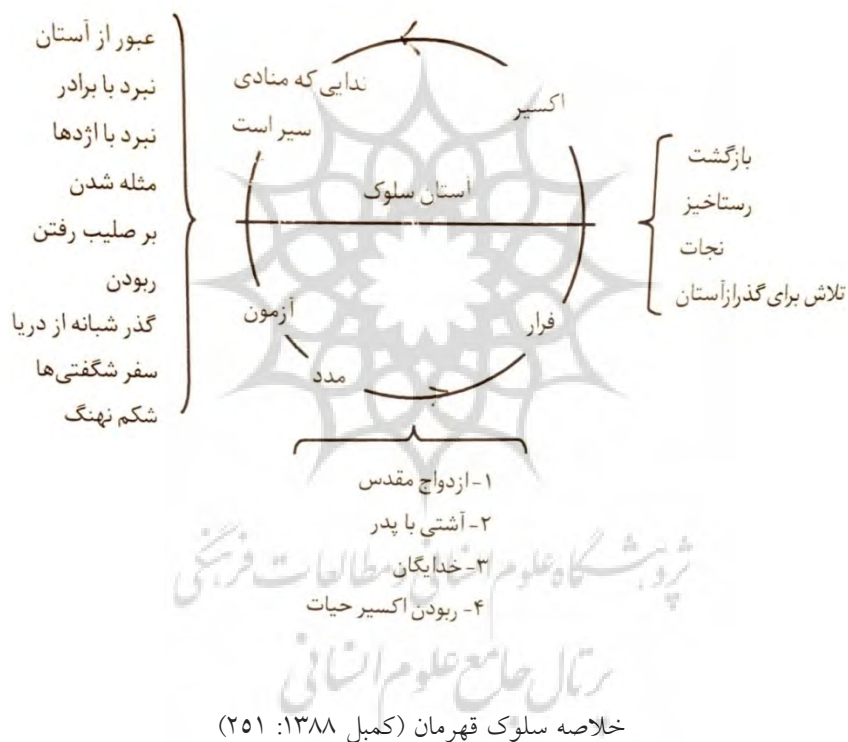 عبور از آستان
نبرد با برادر
نبرد با اژدها
مثله شدن
بر صلیب رفتن
ربودن
گذر شبانه از دریا
سفر شگفتی‌ها
شکم نهنگ
ندایی که منادی
سیر است
اکسیر
آستان سلوک
آزمون
مدد
فرار
بازگشت
رستاخیز
نجات
تلاش برای گذرازآستان
۱- ازدواج مقدس
۲- آشتی با پدر
۳- خدایگان
۴- ربودن اکسیر حیات
پژوهشگاه علوم انسانی و مطالعات فرهنگی
پرتال جامع علوم انسانی
خلاصه سلوک قهرمان (کمبل ۱۳۸۸: ۲۵۱)